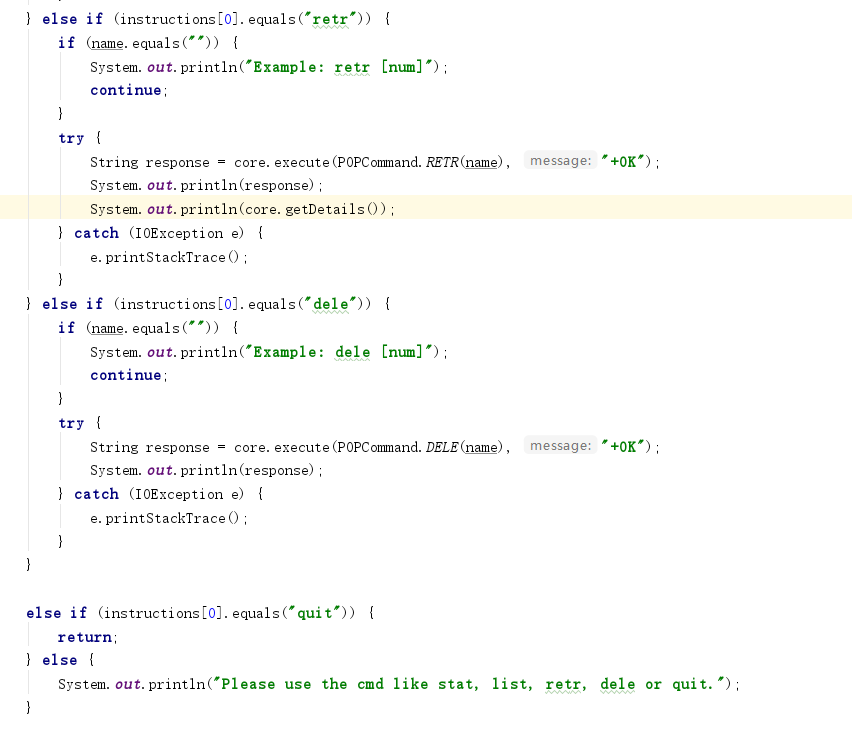 } else if (instructions[0].equals("retr")) {
if (name.equals("")) {
System.out.println("Example: retr [num]");
continue;
}
try {
String response = core.execute(POPCommand.RETR(name), message: "+OK");
System.out.println(response);
System.out.println(core.getDetails());
} catch (IOException e) {
e.printStackTrace();
}
} else if (instructions[0].equals("dele")) {
if (name.equals("")) {
System.out.println("Example: dele [num]");
continue;
}
try {
String response = core.execute(POPCommand.DELE(name), message: "+OK");
System.out.println(response);
} catch (IOException e) {
e.printStackTrace();
}
}
else if (instructions[0].equals("quit")) {
return;
} else {
System.out.println("Please use the cmd like stat, list, retr, dele or quit.");
}